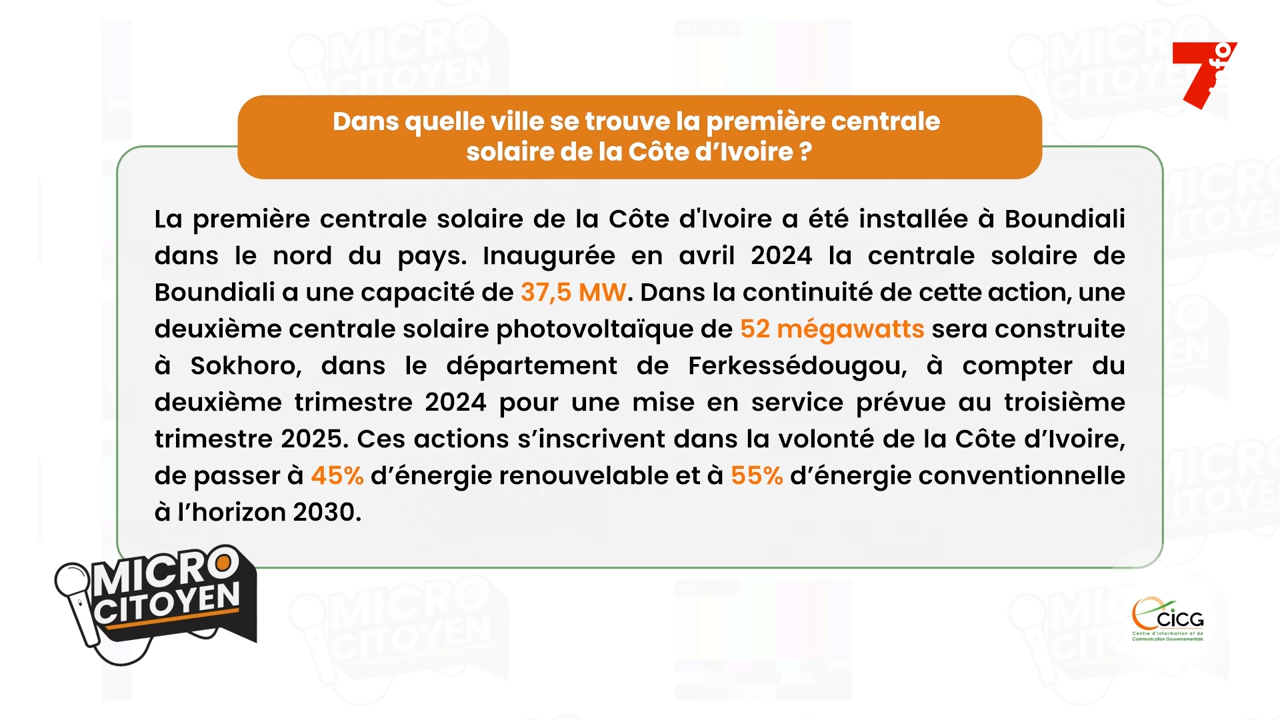 7info
Dans quelle ville se trouve la première centrale
solaire de la Côte d’Ivoire ?
La première centrale solaire de la Côte d'Ivoire a été installée à Boundiali
dans le nord du pays. Inaugurée en avril 2024 la centrale solaire de
Boundiali a une capacité de 37,5 MW. Dans la continuité de cette action, une
deuxième centrale solaire photovoltaïque de 52 mégawatts sera construite
à Sokhoro, dans le département de Ferkessédougou, à compter du
deuxième trimestre 2024 pour une mise en service prévue au troisième
trimestre 2025. Ces actions s’inscrivent dans la volonté de la Côte d’Ivoire,
de passer à 45% d’énergie renouvelable et à 55% d’énergie conventionnelle
à l’horizon 2030.
MICRO
CITOYEN
CICG
Centre d'Information et de
Communication Gouvernementale